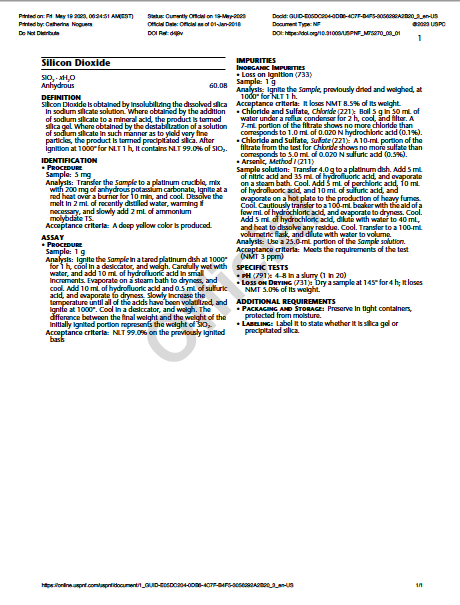 Printed on: Fri May 19 2023, 06:24:51 AM(EST)
Printed by: Catherina Noguera
Do Not Distribute
Status: Currently Official on 19-May-2023
Official Date: Official as of 01-Jan-2018
DOI Ref: d49iv
DocId: GUID-E05DC204-0DB6-4C7F-B4F5-8056292A2B20_3_en-US
Document Type: NF
@2023 USPC
DOI: https://doi.org/10.31003/USPNF_M75270_03_01
1
Silicon Dioxide
SiO₂ · xH₂O
Anhydrous 60.08
DEFINITION
Silicon Dioxide is obtained by insolubilizing the dissolved silica
in sodium silicate solution. Where obtained by the addition
of sodium silicate to a mineral acid, the product is termed
silica gel. Where obtained by the destabilization of a solution
of sodium silicate in such manner as to yield very fine
particles, the product is termed precipitated silica. After
ignition at 1000° for NLT 1 h, it contains NLT 99.0% of SiO₂.
IDENTIFICATION
• PROCEDURE
Sample: 5 mg
Analysis: Transfer the Sample to a platinum crucible, mix
with 200 mg of anhydrous potassium carbonate, ignite at a
red heat over a burner for 10 min, and cool. Dissolve the
melt in 2 mL of recently distilled water, warming if
necessary, and slowly add 2 mL of ammonium
molybdate TS.
Acceptance criteria: A deep yellow color is produced.
ASSAY
• PROCEDURE
Sample: 1 g
Analysis: Ignite the Sample in a tared platinum dish at 1000°
for 1 h, cool in a desiccator, and weigh. Carefully wet with
water, and add 10 mL of hydrofluoric acid in small
increments. Evaporate on a steam bath to dryness, and
cool. Add 10 mL of hydrofluoric acid and 0.5 mL of sulfuric
acid, and evaporate to dryness. Slowly increase the
temperature until all of the acids have been volatilized, and
ignite at 1000°. Cool in a desiccator, and weigh. The
difference between the final weight and the weight of the
initially ignited portion represents the weight of SiO₂.
Acceptance criteria: NLT 99.0% on the previously ignited
basis
IMPURITIES
INORGANIC IMPURITIES
• LOSS ON IGNITION ⟨733⟩
Sample: 1 g
Analysis: Ignite the Sample, previously dried and weighed, at
1000° for NLT 1 h.
Acceptance criteria: It loses NMT 8.5% of its weight.
• Chloride and Sulfate, Chloride ⟨221⟩: Boil 5 g in 50 mL of
water under a reflux condenser for 2 h, cool, and filter. A
7-mL portion of the filtrate shows no more chloride than
corresponds to 1.0 mL of 0.020 N hydrochloric acid (0.1%).
• Chloride and Sulfate, Sulfate ⟨221⟩: A 10-mL portion of the
filtrate from the test for Chloride shows no more sulfate than
corresponds to 5.0 mL of 0.020 N sulfuric acid (0.5%).
• Arsenic, Method I ⟨211⟩
Sample solution: Transfer 4.0 g to a platinum dish. Add 5 mL
of nitric acid and 35 mL of hydrofluoric acid, and evaporate
on a steam bath. Cool. Add 5 mL of perchloric acid, 10 mL
of hydrofluoric acid, and 10 mL of sulfuric acid, and
evaporate on a hot plate to the production of heavy fumes.
Cool. Cautiously transfer to a 100-mL beaker with the aid of a
few mL of hydrochloric acid, and evaporate to dryness. Cool.
Add 5 mL of hydrochloric acid, dilute with water to 40 mL,
and heat to dissolve any residue. Cool. Transfer to a 100-mL
volumetric flask, and dilute with water to volume.
Analysis: Use a 25.0-mL portion of the Sample solution.
Acceptance criteria: Meets the requirements of the test
(NMT 3 ppm)
SPECIFIC TESTS
• PH ⟨791⟩: 4–8 in a slurry (1 in 20)
• LOSS ON DRYING ⟨731⟩: Dry a sample at 145° for 4 h; it loses
NMT 5.0% of its weight.
ADDITIONAL REQUIREMENTS
• PACKAGING AND STORAGE: Preserve in tight containers,
protected from moisture.
• LABELING: Label it to state whether it is silica gel or
precipitated silica.
Official
https://online.uspnf.com/uspnf/document/1_GUID-E05DC204-0DB6-4C7F-B4F5-8056292A2B20_3_en-US
1/1